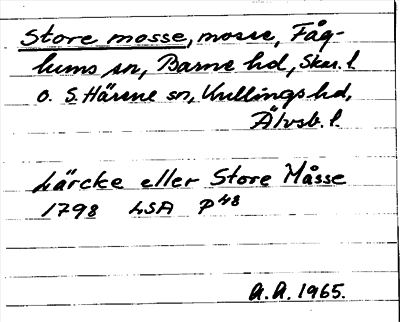 Store mosse, mosse, Fåg-
lums sn, Barne hd, Skar. l
o. S. Härene sn, Kullings hd,
Älvsb. l.
Lärcke eller Store Måsse
1798 LSA P48
A.A. 1965.